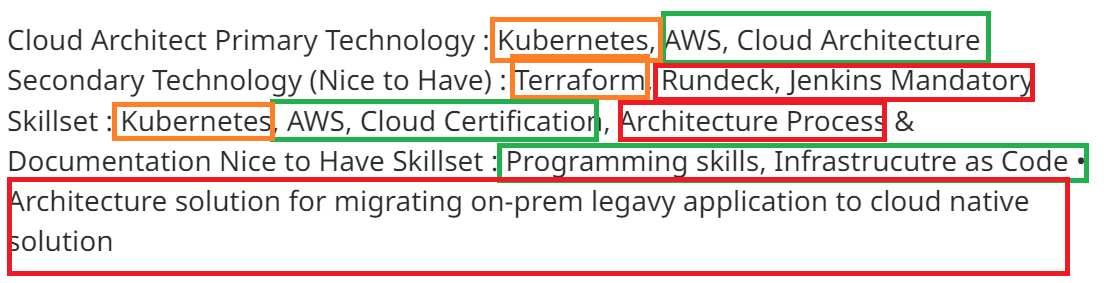 Cloud Architect Primary Technology : Kubernetes, AWS, Cloud Architecture
Secondary Technology (Nice to Have) : Terraform, Rundeck, Jenkins Mandatory
Skillset : Kubernetes, AWS, Cloud Certification, Architecture Process &
Documentation Nice to Have Skillset : Programming skills, Infrastrucutre as Code •
Architecture solution for migrating on-prem legavy application to cloud native
solution